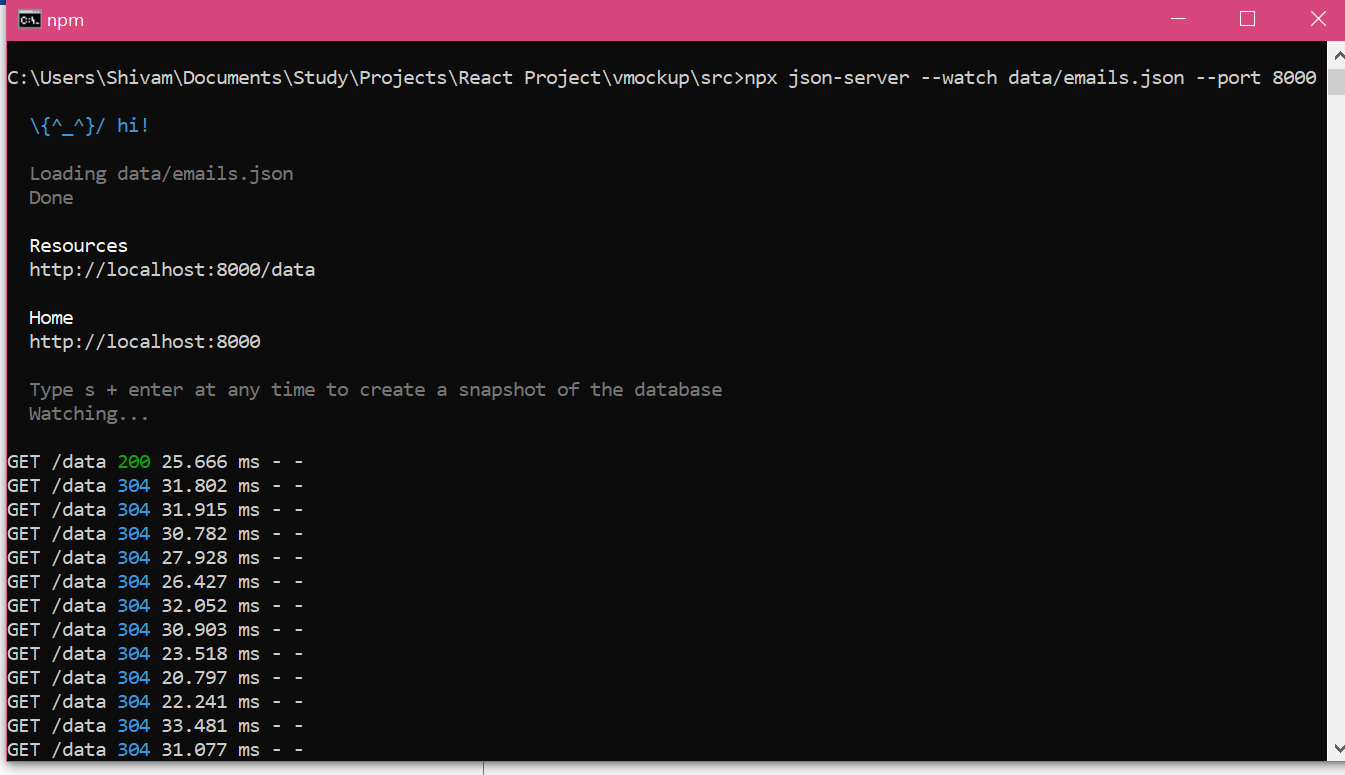 npm
C:\Users\Shivam\Documents\Study\Projects\React Project\vmockup\src>npx json-server --watch data/emails.json --port 8000
\{^_^}/ hi!
Loading data/emails.json
Done
Resources
http://localhost:8000/data
Home
http://localhost:8000
Type s + enter at any time to create a snapshot of the database
Watching...
GET /data 200 25.666 ms - -
GET /data 304 31.802 ms - -
GET /data 304 31.915 ms - -
GET /data 304 30.782 ms - -
GET /data 304 27.928 ms - -
GET /data 304 26.427 ms - -
GET /data 304 32.052 ms - -
GET /data 304 30.903 ms - -
GET /data 304 23.518 ms - -
GET /data 304 20.797 ms - -
GET /data 304 22.241 ms - -
GET /data 304 33.481 ms - -
GET /data 304 31.077 ms - -